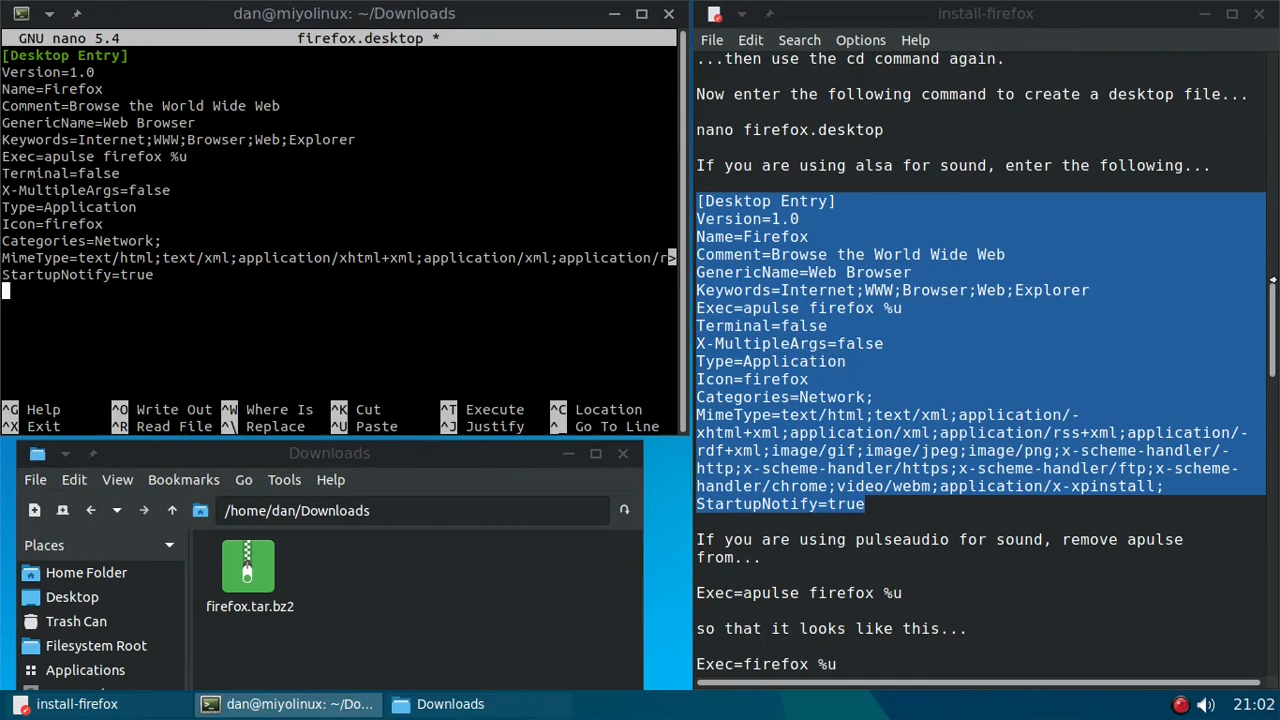 dan@miyolinux: ~/Downloads
GNU nano 5.4 firefox.desktop *
[Desktop Entry]
Version=1.0
Name=Firefox
Comment=Browse the World Wide Web
GenericName=Web Browser
Keywords=Internet;WWW;Browser;Web;Explorer
Exec=apulse firefox %u
Terminal=false
X-MultipleArgs=false
Type=Application
Icon=firefox
Categories=Network;
MimeType=text/html;text/xml;application/xhtml+xml;application/xml;application/r>
StartupNotify=true
^G Help ^O Write Out ^W Where Is ^K Cut ^T Execute ^C Location
^X Exit ^R Read File ^\ Replace ^U Paste ^J Justify ^_ Go To Line
Downloads
File Edit View Bookmarks Go Tools Help
/home/dan/Downloads
Places
Home Folder
Desktop
Trash Can
Filesystem Root
Applications
firefox.tar.bz2
install-firefox
File Edit Search Options Help
...then use the cd command again.
Now enter the following command to create a desktop file...
nano firefox.desktop
If you are using alsa for sound, enter the following...
[Desktop Entry]
Version=1.0
Name=Firefox
Comment=Browse the World Wide Web
GenericName=Web Browser
Keywords=Internet;WWW;Browser;Web;Explorer
Exec=apulse firefox %u
Terminal=false
X-MultipleArgs=false
Type=Application
Icon=firefox
Categories=Network;
MimeType=text/html;text/xml;application/-
xhtml+xml;application/xml;application/rss+xml;application/-
rdf+xml;image/gif;image/jpeg;image/png;x-scheme-handler/-
http;x-scheme-handler/https;x-scheme-handler/ftp;x-scheme-
handler/chrome;video/webm;application/x-xpinstall;
StartupNotify=true
If you are using pulseaudio for sound, remove apulse
from...
Exec=apulse firefox %u
so that it looks like this...
Exec=firefox %u
install-firefox
dan@miyolinux: ~/Do...
Downloads
21:02